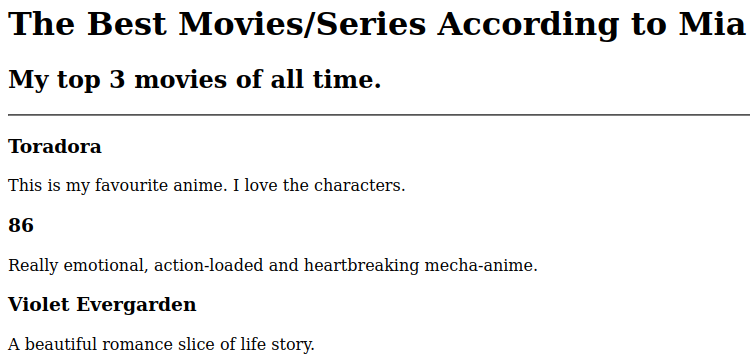 The Best Movies/Series According to Mia
My top 3 movies of all time.
Toradora
This is my favourite anime. I love the characters.
86
Really emotional, action-loaded and heartbreaking mecha-anime.
Violet Evergarden
A beautiful romance slice of life story.